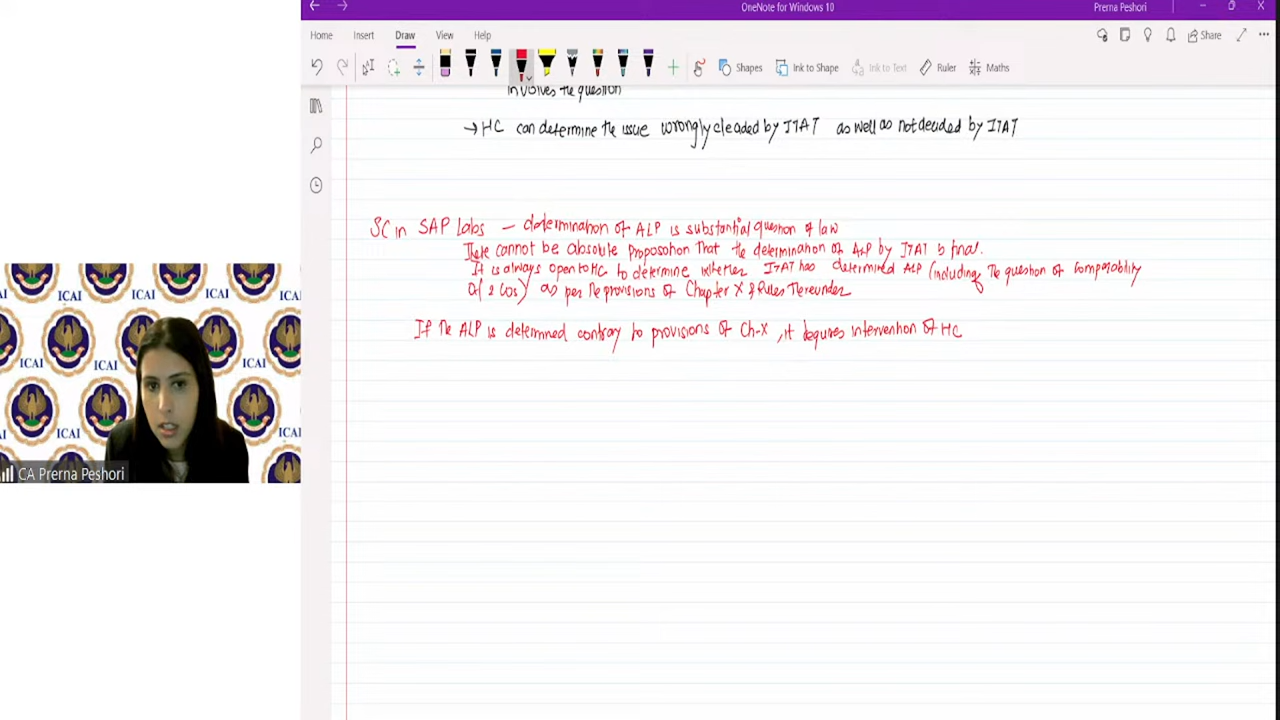 OneNote for Windows 10
Prerna Peshori
Home Insert Draw View Help
Share
Shapes Ink to Shape Ink to Text Ruler Maths
involves the question
→ HC can determine the issue wrongly cleaded by ITAT as well as not decided by ITAT
SC in SAP Labs – determination of ALP is substantial question of law
There cannot be absolute proposition that the determination of ALP by ITAT is final.
It is always open to HC to determine whether ITAT has determined ALP (including the question of comparability
of 2 Cos) as per the provisions of Chapter X & Rules thereunder
If the ALP is determined contrary to provisions of Ch-X, it requires intervention of HC
ICAI
ICAI
ICAI
ICAI
CA Prerna Peshori